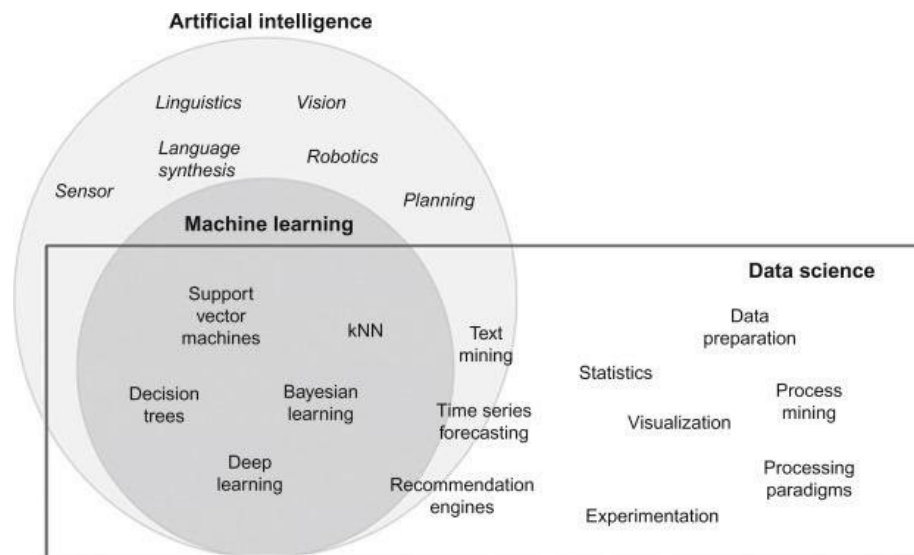 Artificial intelligence
Linguistics
Vision
Language
synthesis
Robotics
Sensor
Planning
Machine learning
Data science
Support
vector
machines
kNN
Text
mining
Data
preparation
Statistics
Decision
trees
Bayesian
learning
Time series
forecasting
Visualization
Process
mining
Deep
learning
Recommendation
engines
Experimentation
Processing
paradigms